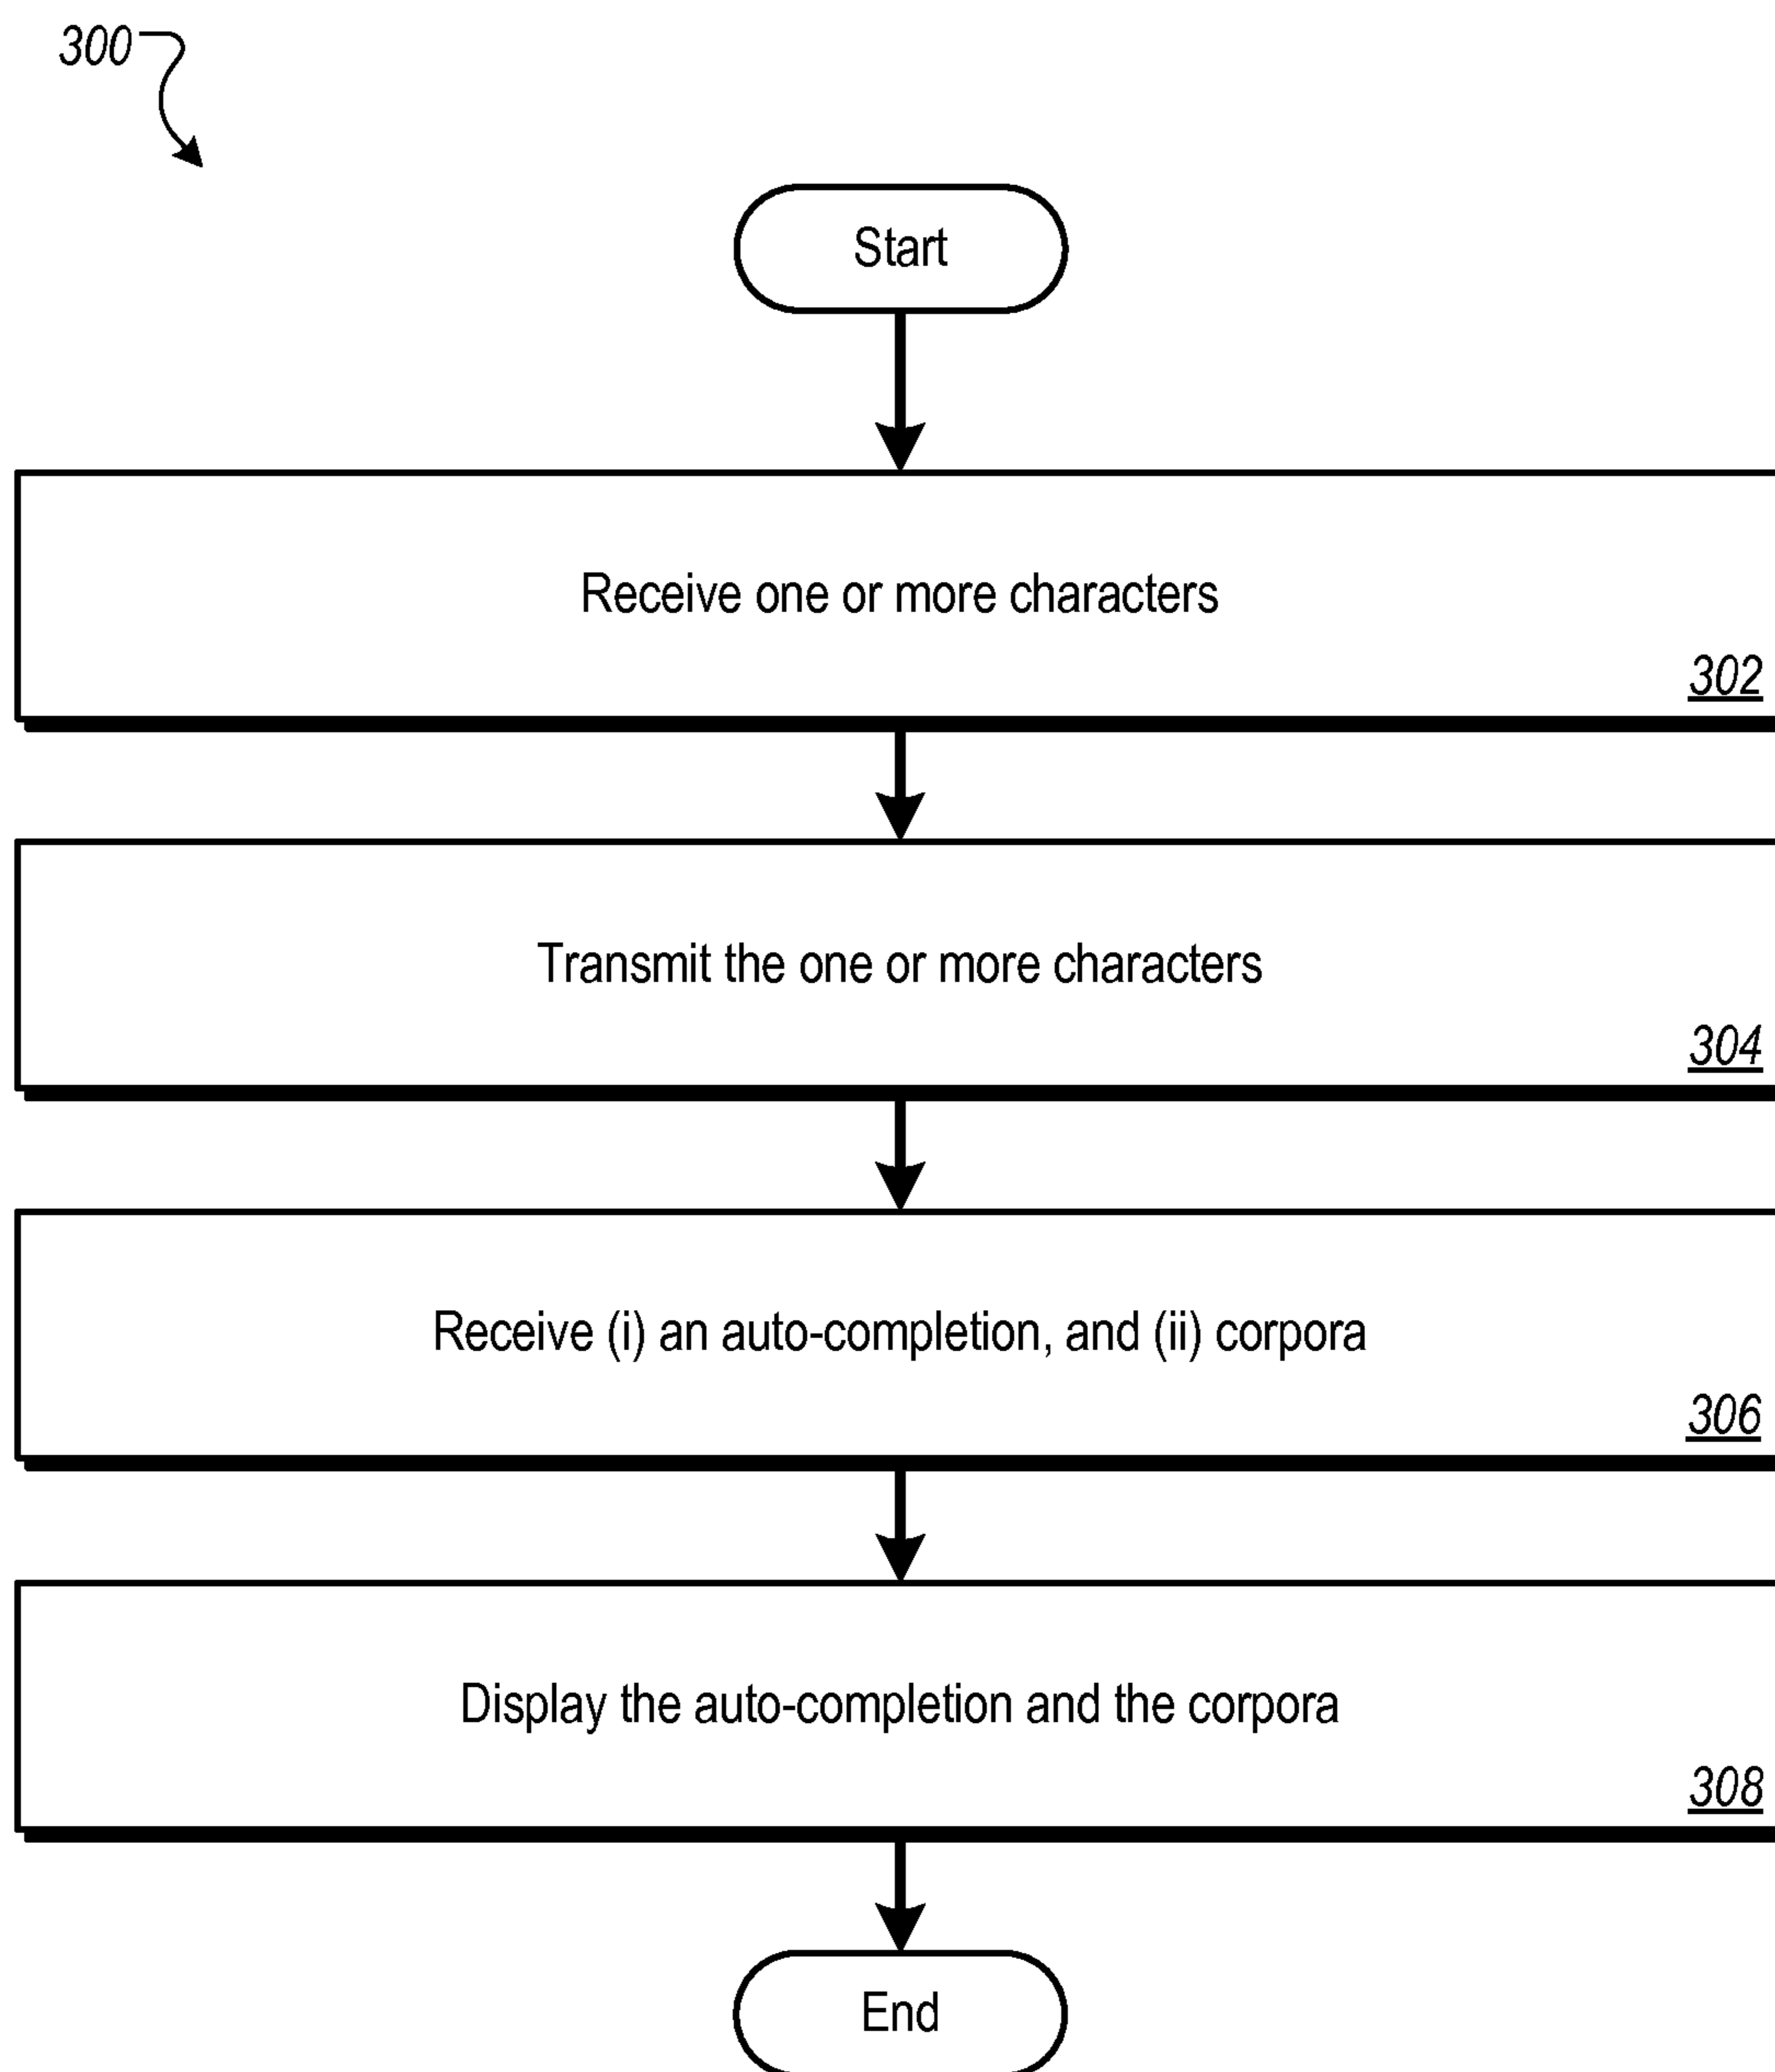 300
Start
Receive one or more characters
302
Transmit the one or more characters
304
Receive (i) an auto-completion, and (ii) corpora
306
Display the auto-completion and the corpora
308
End